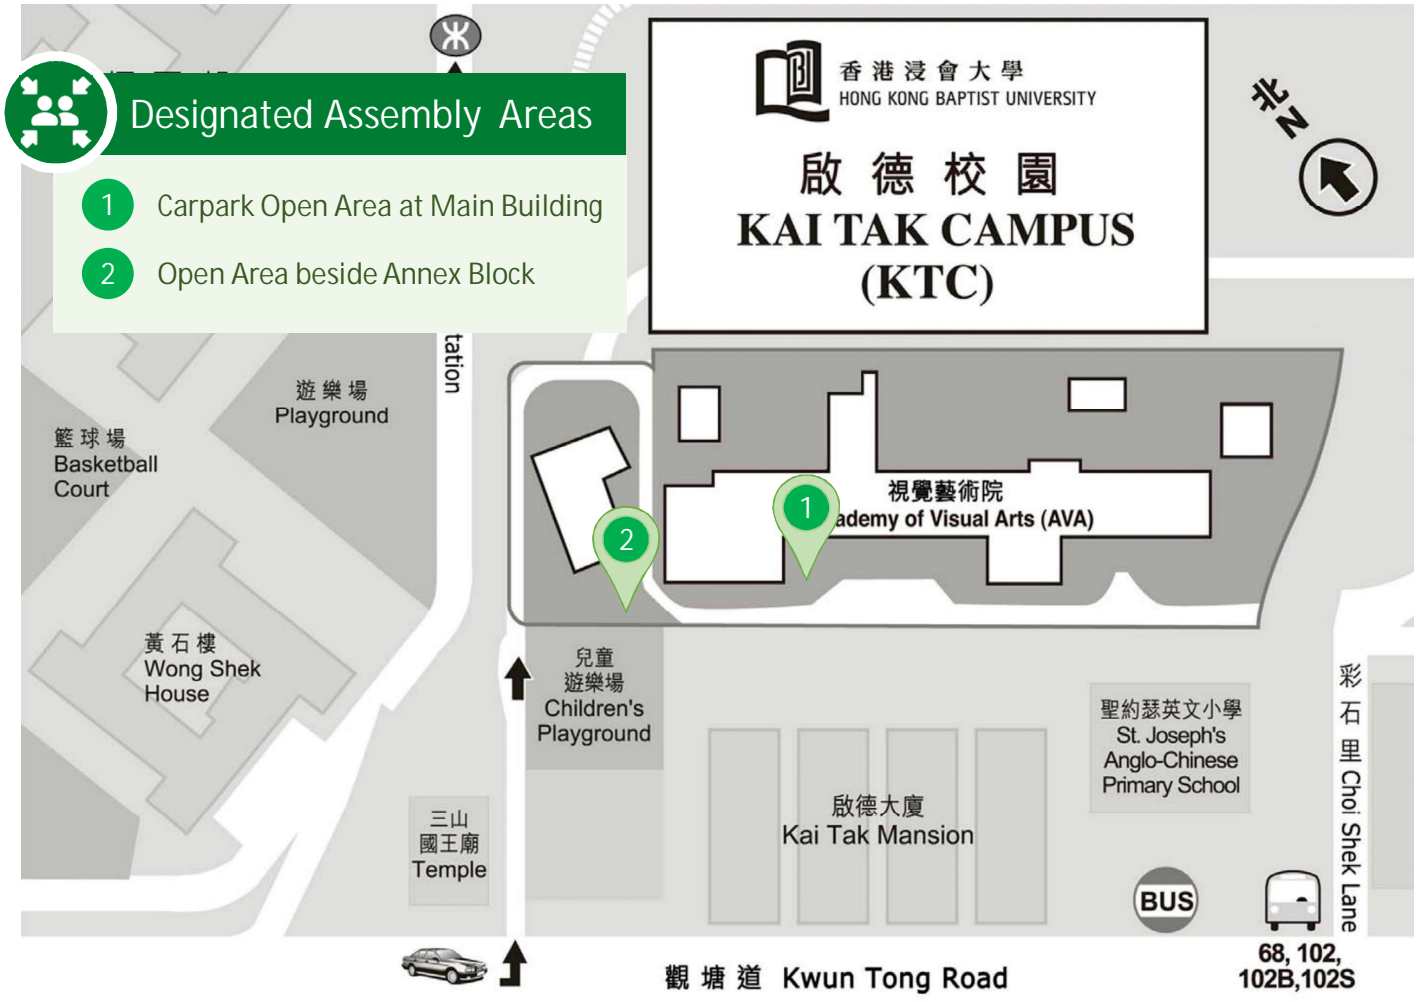 Designated Assembly Areas
1 Carpark Open Area at Main Building
2 Open Area beside Annex Block
香港浸會大學
HONG KONG BAPTIST UNIVERSITY
啟德校園
KAI TAK CAMPUS
(KTC)
北
N
tation
遊樂場
Playground
籃球場
Basketball
Court
視覺藝術院
ademy of Visual Arts (AVA)
1
2
黃石樓
Wong Shek
House
兒童
遊樂場
Children's
Playground
三山
國王廟
Temple
啟德大廈
Kai Tak Mansion
聖約瑟英文小學
St. Joseph's
Anglo-Chinese
Primary School
彩石里 Choi Shek Lane
BUS
68, 102,
102B,102S
觀塘道 Kwun Tong Road